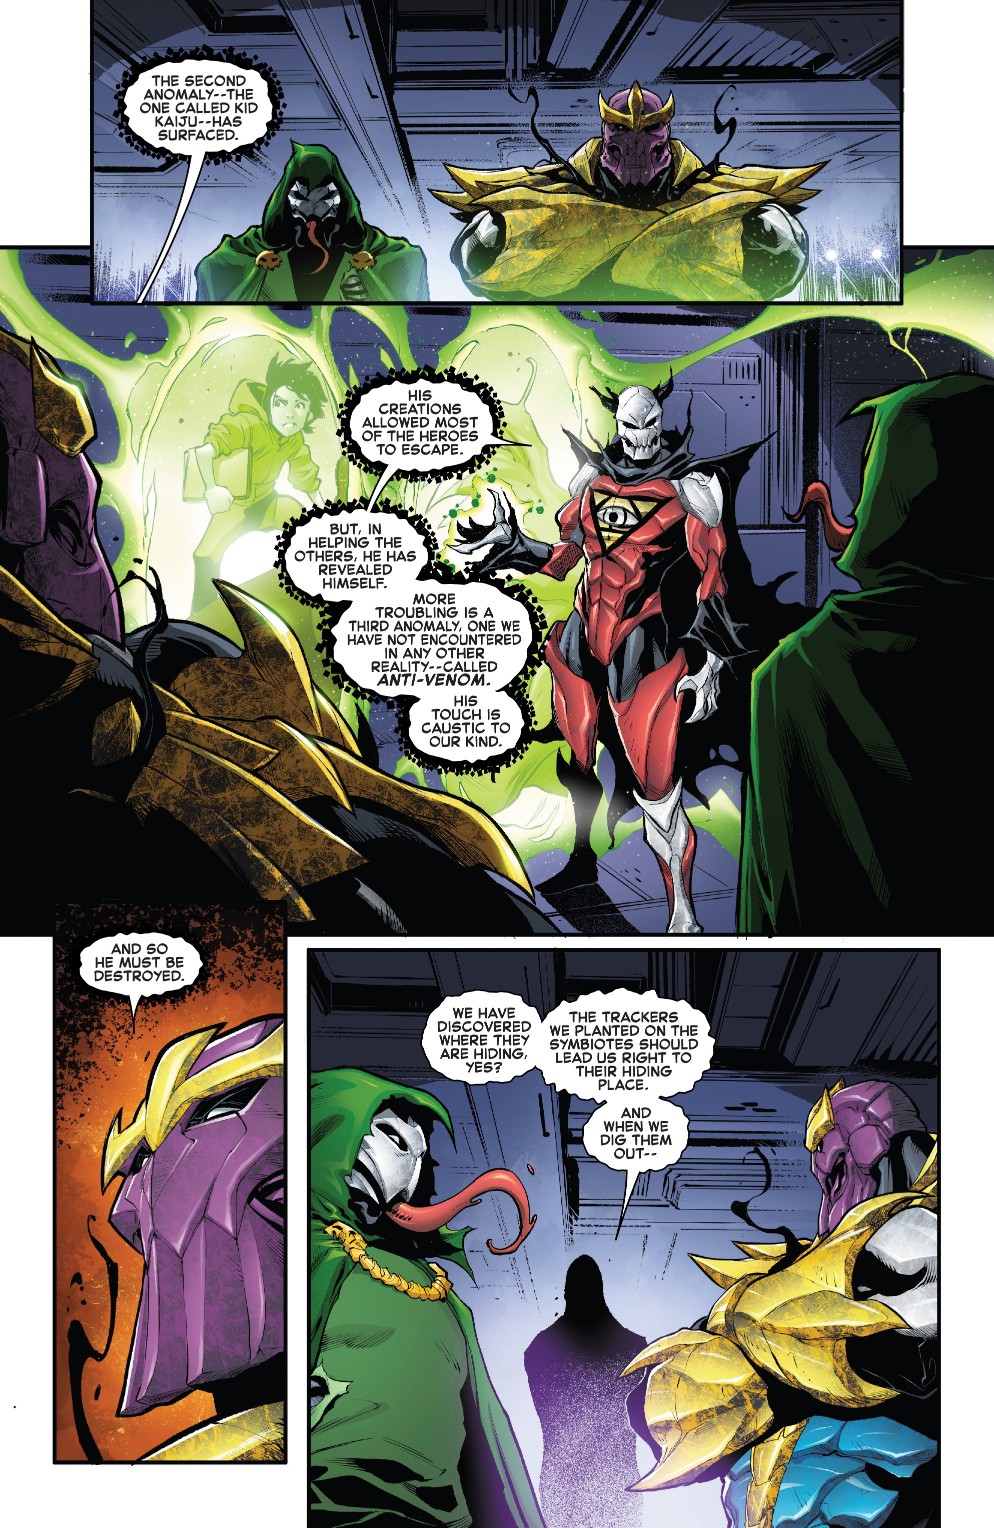 THE SECOND
ANOMALY--THE
ONE CALLED KID
KAIJU--HAS
SURFACED.
HIS
CREATIONS
ALLOWED MOST
OF THE HEROES
TO ESCAPE.
BUT, IN
HELPING THE
OTHERS, HE HAS
REVEALED
HIMSELF.
MORE
TROUBLING IS A
THIRD ANOMALY, ONE WE
HAVE NOT ENCOUNTERED
IN ANY OTHER
REALITY--CALLED
ANTI-VENOM.
HIS
TOUCH IS
CAUSTIC TO
OUR KIND.
AND SO
HE MUST BE
DESTROYED.
WE HAVE
DISCOVERED
WHERE THEY
ARE HIDING,
YES?
THE TRACKERS
WE PLANTED ON THE
SYMBIOTES SHOULD
LEAD US RIGHT TO
THEIR HIDING
PLACE.
AND
WHEN WE
DIG THEM
OUT--